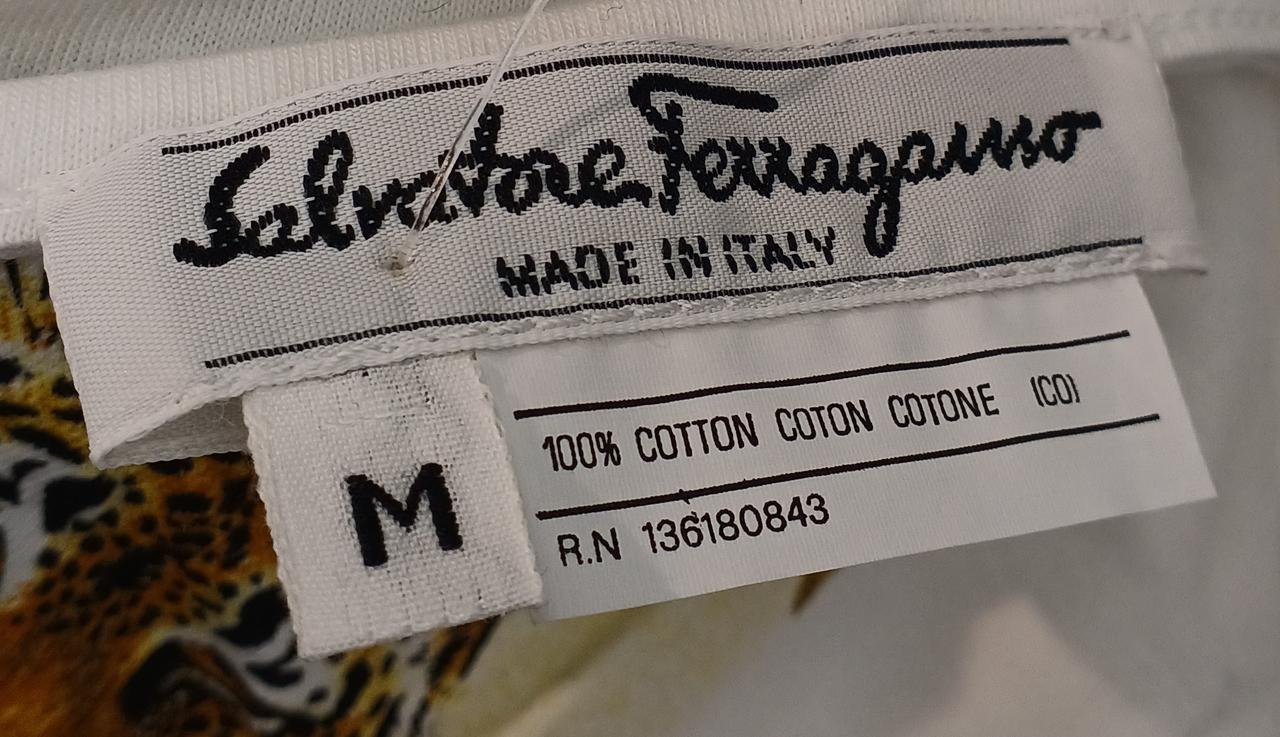 Salvatore Ferragamo
MADE IN ITALY
M
100% COTTON COTON COTONE (CO)
R.N 136180843